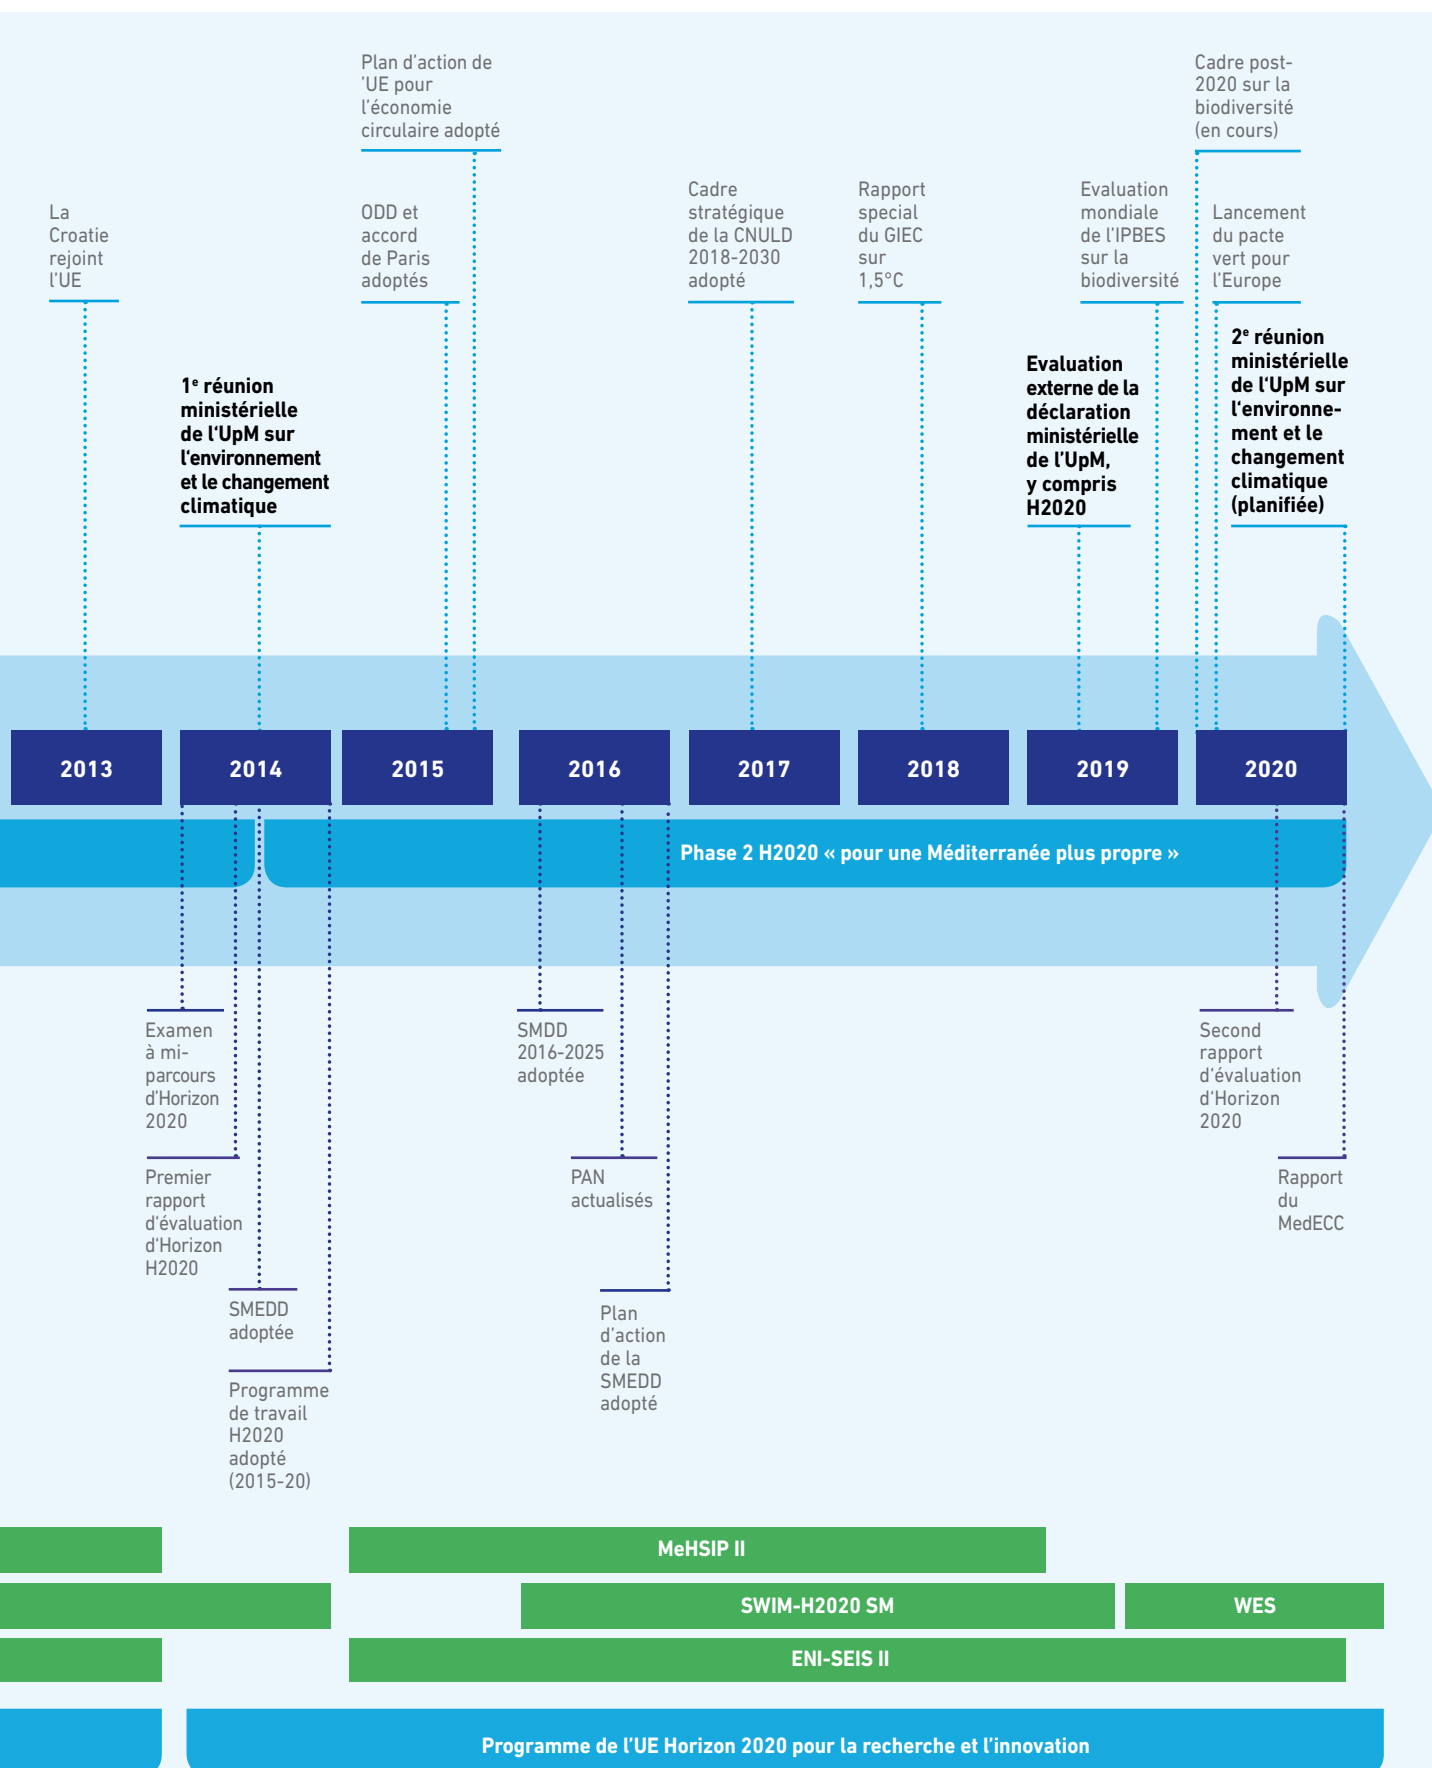 Plan d’action de
’UE pour
l’économie
circulaire adopté
Cadre post-
2020 sur la
biodiversité
(en cours)
La
Croatie
rejoint
l’UE
ODD et
accord
de Paris
adoptés
Cadre
stratégique
de la CNULD
2018-2030
adopté
Rapport
special
du GIEC
sur
1,5°C
Evaluation
mondiale
de l’IPBES
sur la
biodiversité
Lancement
du pacte
vert pour
l’Europe
1e réunion
ministérielle
de l‘UpM sur
l‘environnement
et le changement
climatique
Evaluation
externe de la
déclaration
ministérielle
de l’UpM,
y compris
H2020
2e réunion
ministérielle
de l‘UpM sur
l‘environne-
ment et le
changement
climatique
(planifiée)
2013
2014
2015
2016
2017
2018
2019
2020
Phase 2 H2020 « pour une Méditerranée plus propre »
Examen
à mi-
parcours
d’Horizon
2020
Premier
rapport
d‘évaluation
d‘Horizon
H2020
SMEDD
adoptée
Programme
de travail
H2020
adopté
(2015-20)
SMDD
2016-2025
adoptée
PAN
actualisés
Plan
d’action
de la
SMEDD
adopté
Second
rapport
d‘évaluation
d‘Horizon
2020
Rapport
du
MedECC
MeHSIP II
SWIM-H2020 SM
WES
ENI-SEIS II
Programme de l’UE Horizon 2020 pour la recherche et l’innovation